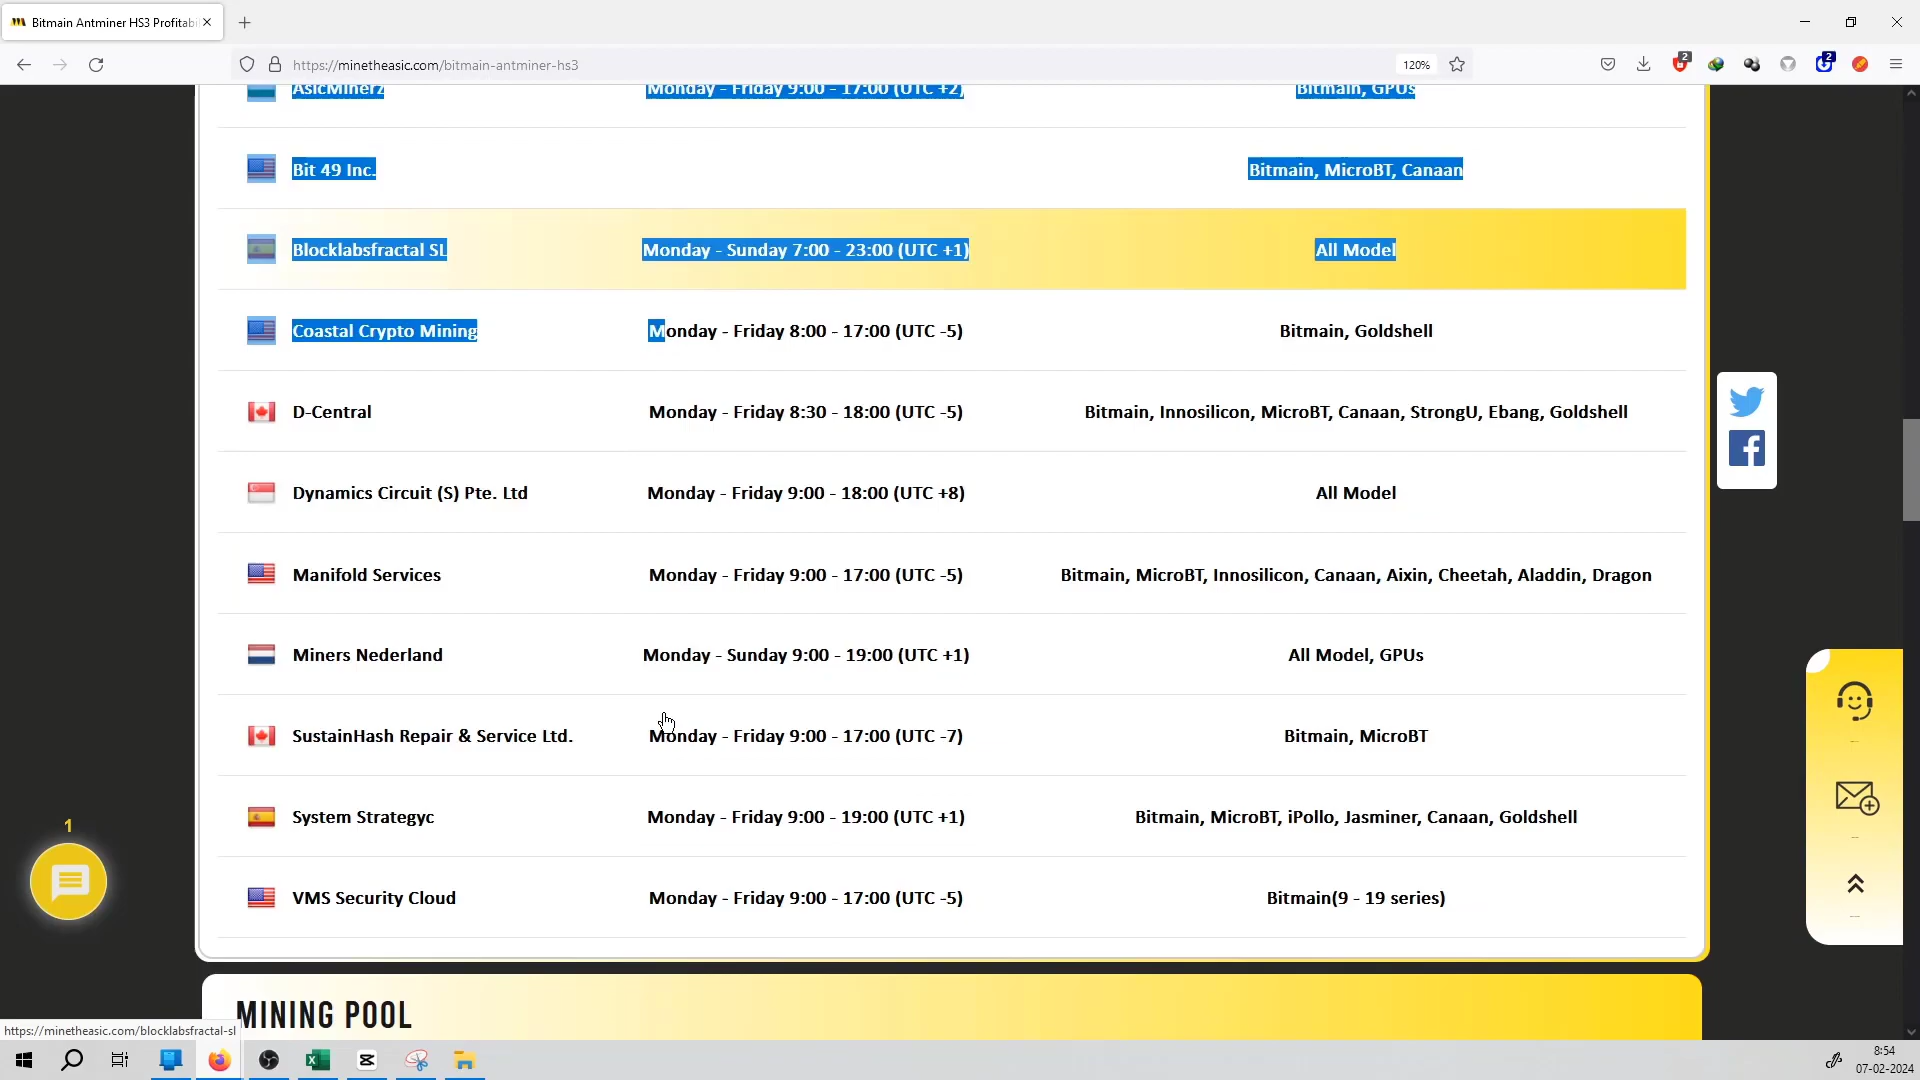 Bitmain Antminer HS3 Profitabi
https://minetheasic.com/bitmain-antminer-hs3
120%
2
2
AsicMinerz Monday - Friday 9:00 - 17:00 (UTC +2) Bitmain, GPUs
Bit 49 Inc. Bitmain, MicroBT, Canaan
Blocklabsfractal SL Monday - Sunday 7:00 - 23:00 (UTC +1) All Model
Coastal Crypto Mining Monday - Friday 8:00 - 17:00 (UTC -5) Bitmain, Goldshell
D-Central Monday - Friday 8:30 - 18:00 (UTC -5) Bitmain, Innosilicon, MicroBT, Canaan, StrongU, Ebang, Goldshell
Dynamics Circuit (S) Pte. Ltd Monday - Friday 9:00 - 18:00 (UTC +8) All Model
Manifold Services Monday - Friday 9:00 - 17:00 (UTC -5) Bitmain, MicroBT, Innosilicon, Canaan, Aixin, Cheetah, Aladdin, Dragon
Miners Nederland Monday - Sunday 9:00 - 19:00 (UTC +1) All Model, GPUs
SustainHash Repair & Service Ltd. Monday - Friday 9:00 - 17:00 (UTC -7) Bitmain, MicroBT
System Strategyc Monday - Friday 9:00 - 19:00 (UTC +1) Bitmain, MicroBT, iPollo, Jasminer, Canaan, Goldshell
1
VMS Security Cloud Monday - Friday 9:00 - 17:00 (UTC -5) Bitmain(9 - 19 series)
MINING POOL
https://minetheasic.com/blocklabsfractal-sl
8:54
07-02-2024